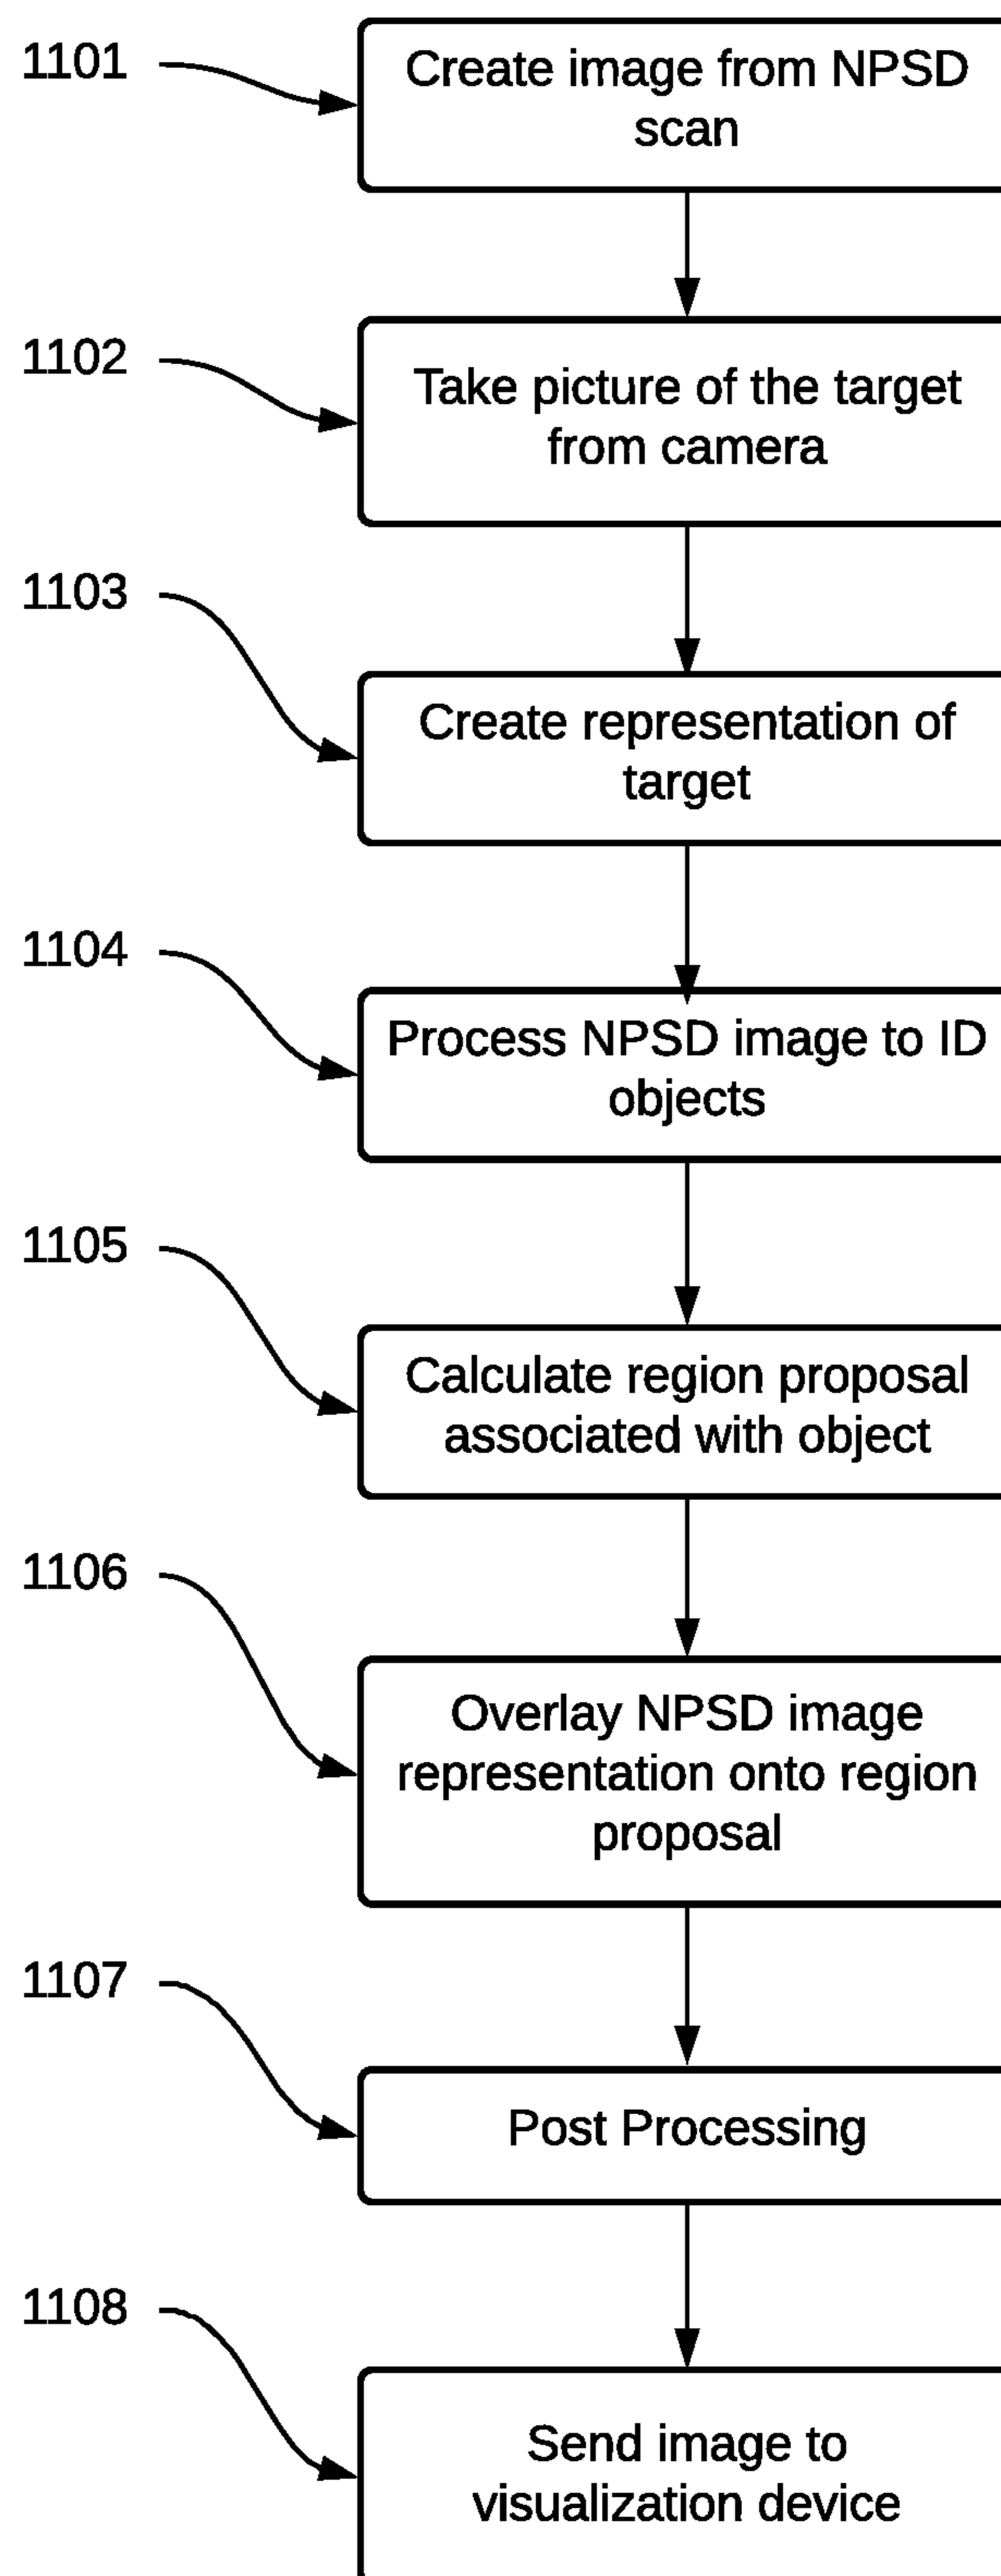 1101
Create image from NPSD
scan
1102
Take picture of the target
from camera
1103
Create representation of
target
1104
Process NPSD image to ID
objects
1105
Calculate region proposal
associated with object
1106
Overlay NPSD image
representation onto region
proposal
1107
Post Processing
1108
Send image to
visualization device